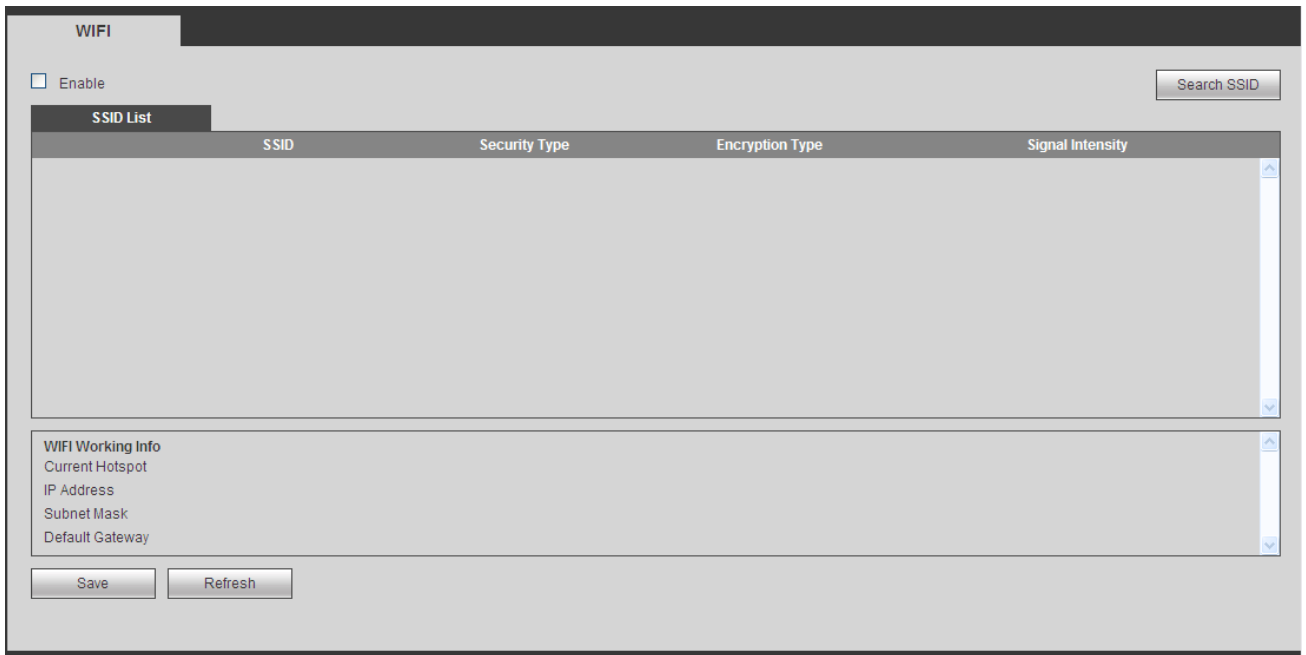 WIFI
Enable
Search SSID
SSID List
SSID Security Type Encryption Type Signal Intensity
WIFI Working Info
Current Hotspot
IP Address
Subnet Mask
Default Gateway
Save Refresh